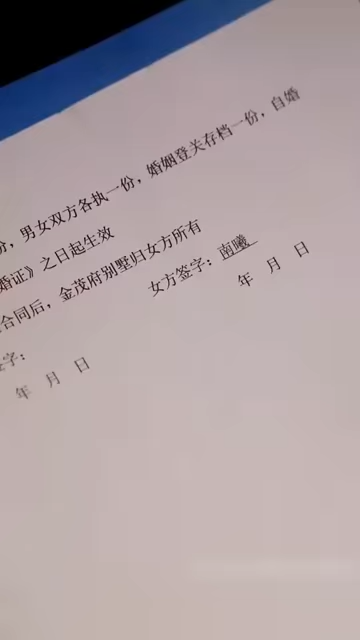 份，男女双方各执一份，婚姻登关存档一份，自婚
婚证》之日起生效
合同后，金茂府别墅归女方所有
签字：
女方签字：南曦
年 月 日
年 月 日